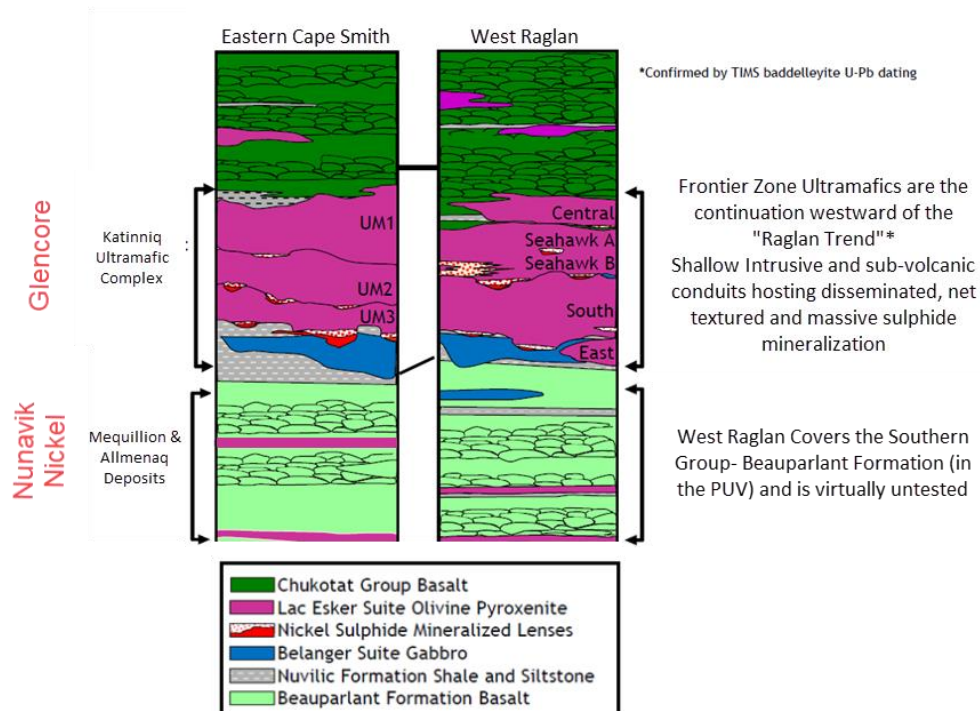 Eastern Cape Smith
West Raglan
*Confirmed by TIMS baddelleyite U-Pb dating
Glencore
Katinniq
Ultramafic
Complex
:
UM1
UM2
UM3
Central
Seahawk A
Seahawk B
South
East
Frontier Zone Ultramafics are the
continuation westward of the
"Raglan Trend"*
Shallow Intrusive and sub-volcanic
conduits hosting disseminated, net
textured and massive sulphide
mineralization
Nunavik
Nickel
Mequillion &
Allmenaq
Deposits
West Raglan Covers the Southern
Group- Beauparlant Formation (in
the PUV) and is virtually untested
Chukotat Group Basalt
Lac Esker Suite Olivine Pyroxenite
Nickel Sulphide Mineralized Lenses
Belanger Suite Gabbro
Nuvilic Formation Shale and Siltstone
Beauparlant Formation Basalt